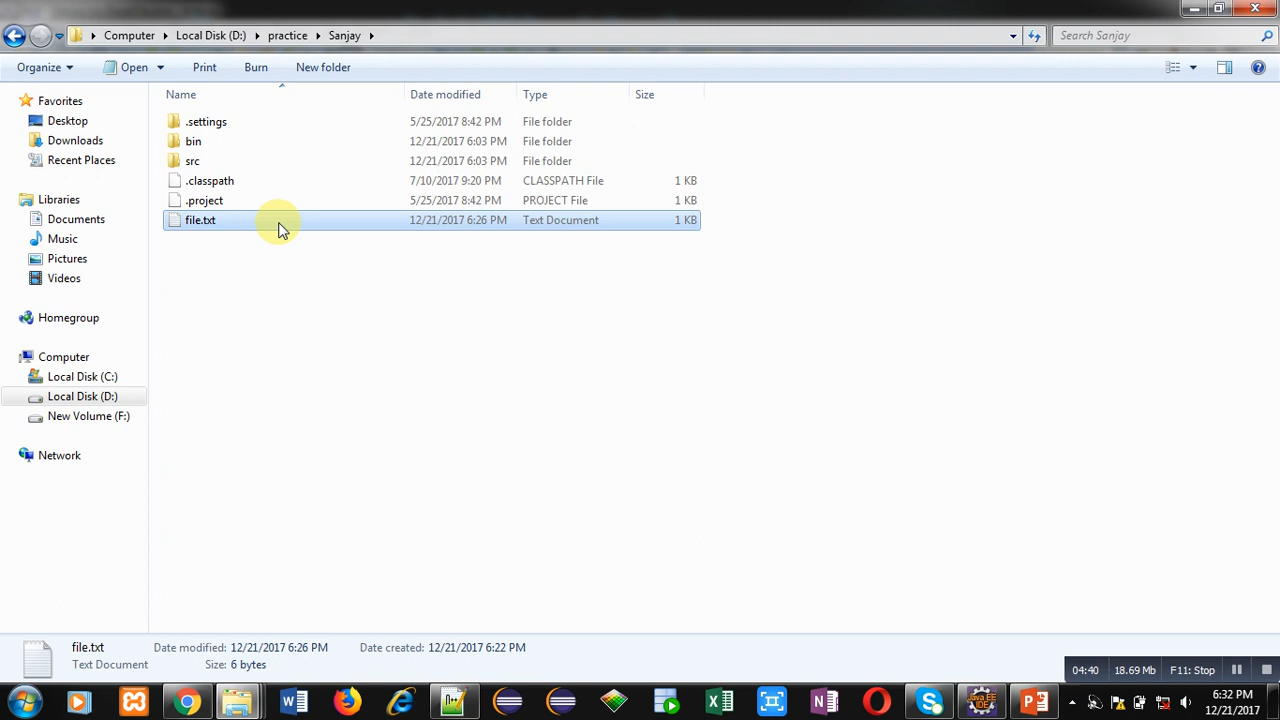 Computer Local Disk (D:) practice Sanjay Search Sanjay
Organize Open Print Burn New folder
Name Date modified Type Size
Favorites
Desktop
Downloads
Recent Places
Libraries
Documents
Music
Pictures
Videos
Homegroup
Computer
Local Disk (C:)
Local Disk (D:)
New Volume (F:)
Network
.settings 5/25/2017 8:42 PM File folder
bin 12/21/2017 6:03 PM File folder
src 12/21/2017 6:03 PM File folder
.classpath 7/10/2017 9:20 PM CLASSPATH File 1 KB
.project 5/25/2017 8:42 PM PROJECT File 1 KB
file.txt 12/21/2017 6:26 PM Text Document 1 KB
file.txt Date modified: 12/21/2017 6:26 PM Date created: 12/21/2017 6:22 PM
Text Document Size: 6 bytes
04:40 18.69 Mb F11: Stop
Java EE
IDE
6:32 PM
12/21/2017